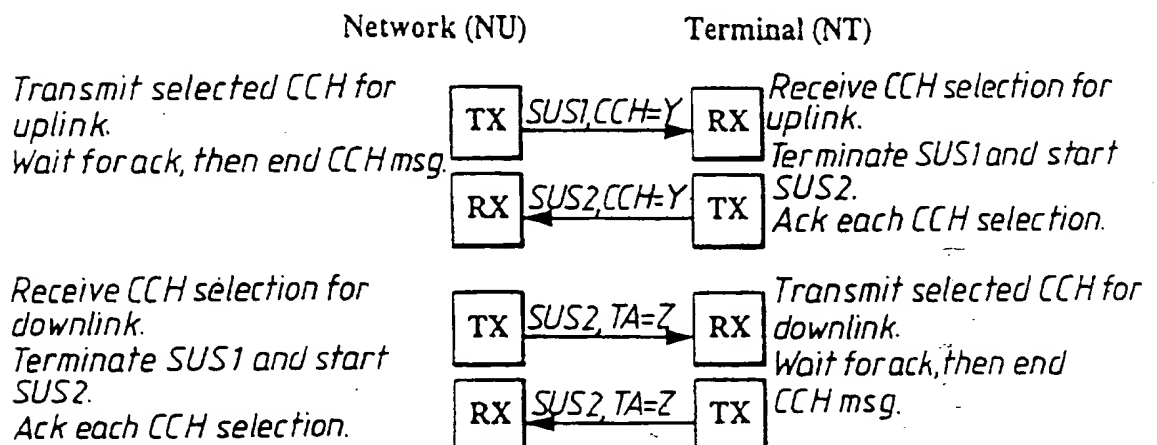 Network (NU) Terminal (NT)
Transmit selected CCH for
uplink.
Wait for ack, then end CCH msg.
TX SUS1,CCH=Y RX
RX SUS2,CCH=Y TX
Receive CCH selection for
uplink.
Terminate SUS1 and start
SUS2.
Ack each CCH selection.
Receive CCH selection for
downlink.
Terminate SUS1 and start
SUS2.
Ack each CCH selection.
TX SUS2, TA=Z RX
RX SUS2, TA=Z TX
Transmit selected CCH for
downlink.
Wait for ack, then end
CCH msg.